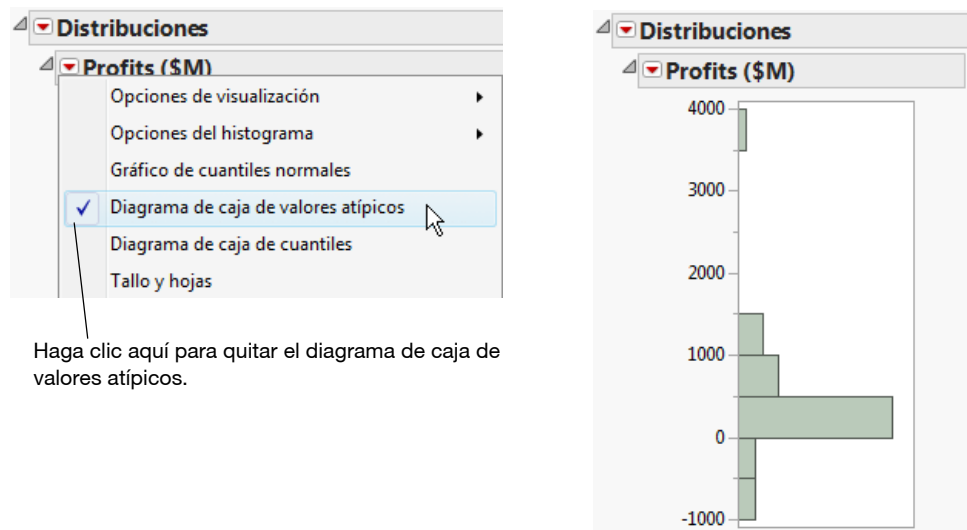 Distribuciones
Profits ($M)
Opciones de visualización
Opciones del histograma
Gráfico de cuantiles normales
Diagrama de caja de valores atípicos
Diagrama de caja de cuantiles
Tallo y hojas
Haga clic aquí para quitar el diagrama de caja de
valores atípicos.
Distribuciones
Profits ($M)
4000
3000
2000
1000
0
-1000